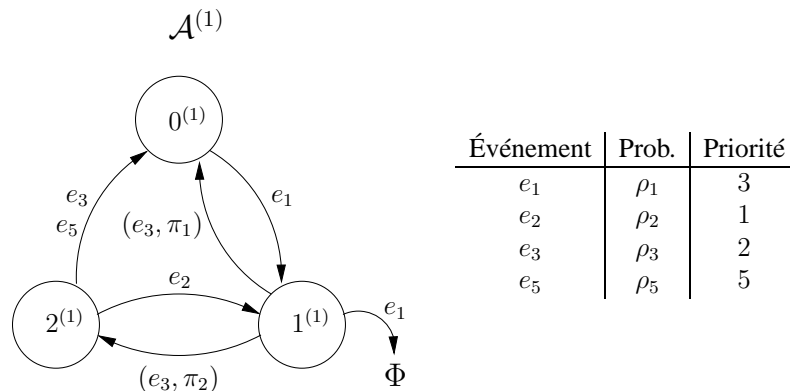 𝒜⁽¹⁾
0⁽¹⁾
e₃
e₅
(e₃, π₁)
e₁
e₂
2⁽¹⁾
1⁽¹⁾
e₁
(e₃, π₂)
Φ
Événement Prob. Priorité
e₁ ρ₁ 3
e₂ ρ₂ 1
e₃ ρ₃ 2
e₅ ρ₅ 5